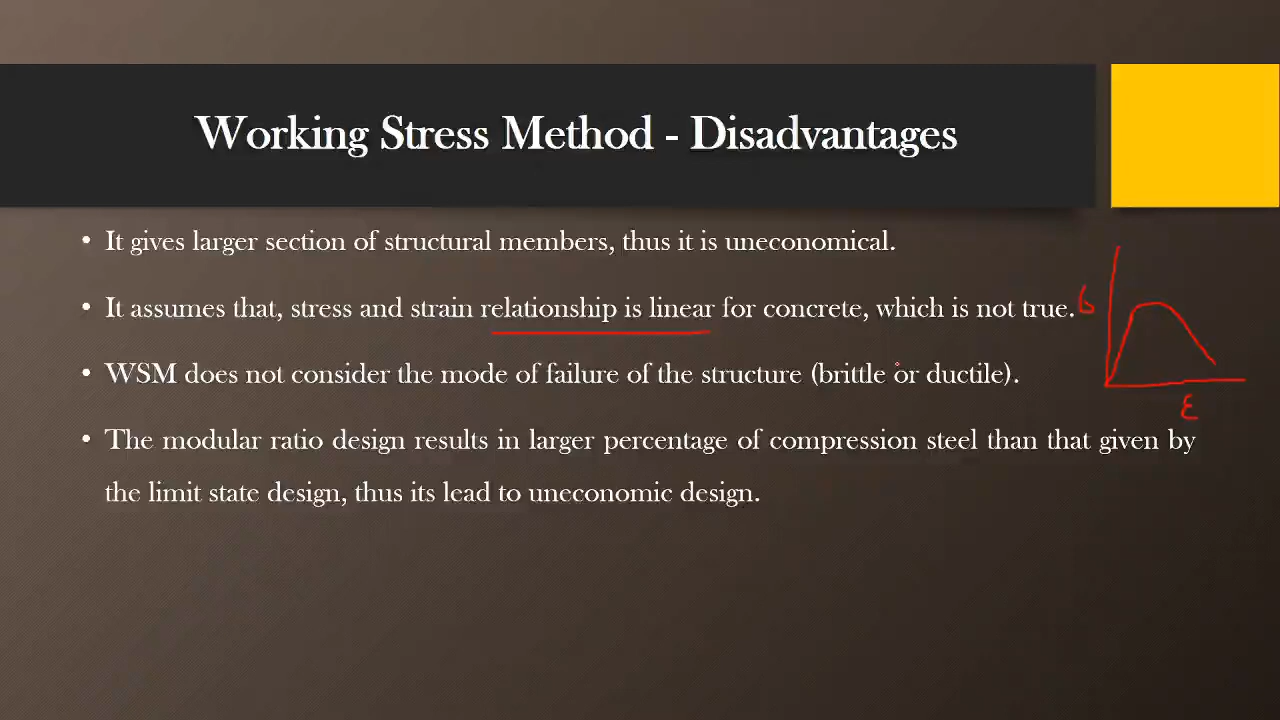 Working Stress Method - Disadvantages
• It gives larger section of structural members, thus it is uneconomical.
• It assumes that, stress and strain relationship is linear for concrete, which is not true.
• WSM does not consider the mode of failure of the structure (brittle or ductile).
• The modular ratio design results in larger percentage of compression steel than that given by
the limit state design, thus its lead to uneconomic design.
σ
ε